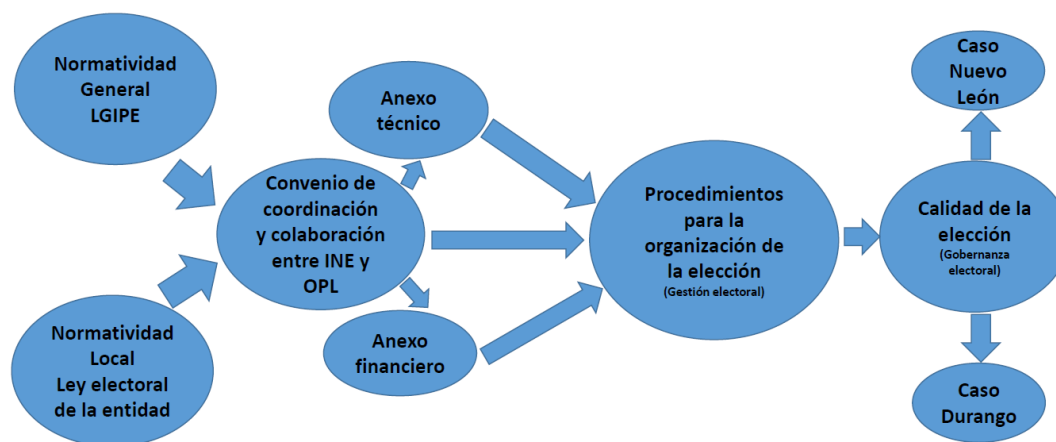 Normatividad
General
LGIPE
Normatividad
Local
Ley electoral
de la entidad
Convenio de
coordinación
y colaboración
entre INE y
OPL
Anexo
técnico
Anexo
financiero
Procedimientos
para la
organización de
la elección
(Gestión electoral)
Calidad de la
elección
(Gobernanza
electoral)
Caso
Nuevo
León
Caso
Durango